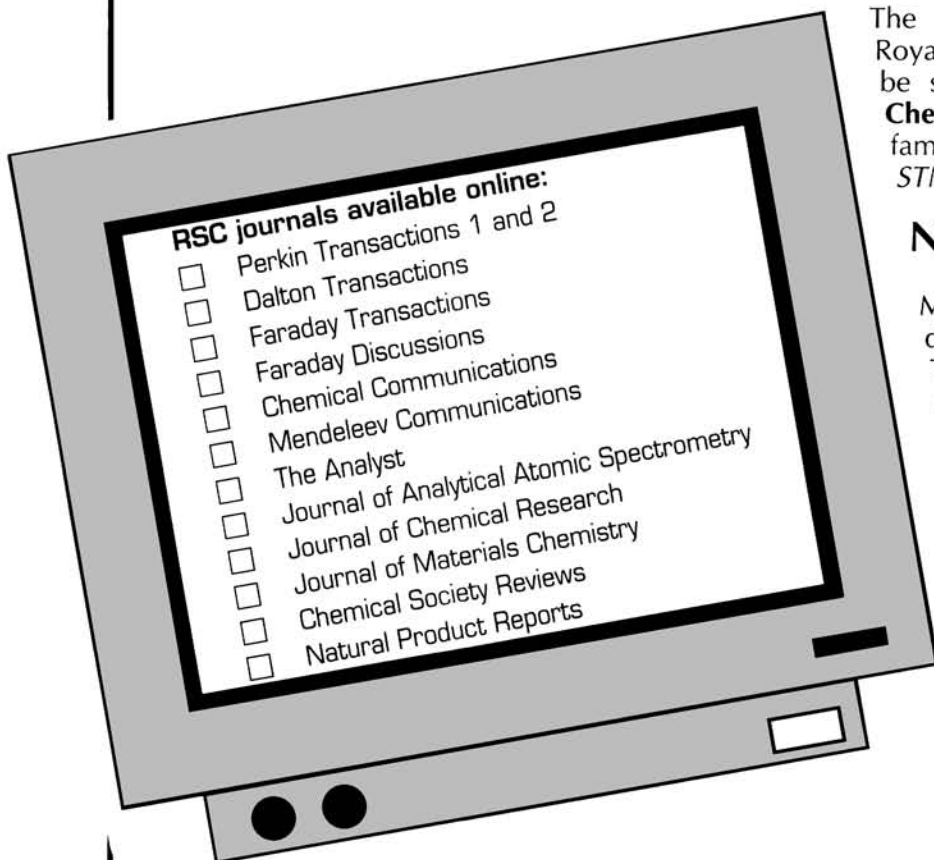 The
Roya
be s
Che
fam
RSC journals available online:
☐ Perkin Transactions 1 and 2
☐ Dalton Transactions
☐ Faraday Transactions
☐ Faraday Discussions
☐ Chemical Communications
☐ Mendeleev Communications
☐ The Analyst
☐ Journal of Analytical Atomic Spectrometry
☐ Journal of Chemical Research
☐ Journal of Materials Chemistry
☐ Chemical Society Reviews
☐ Natural Product Reports